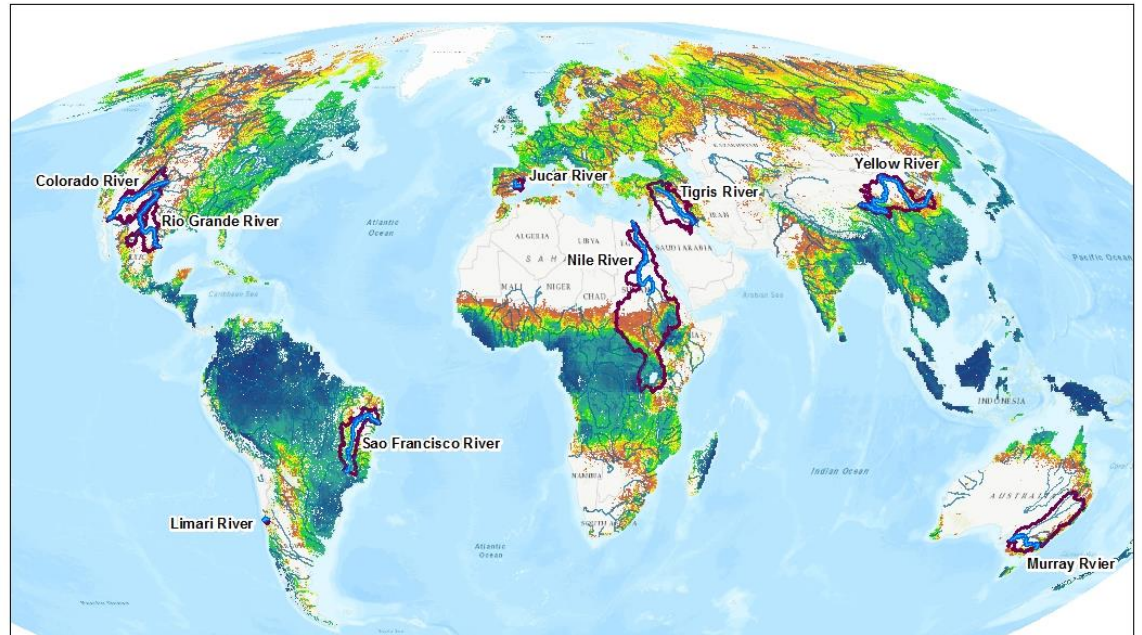 Yellow River
Jucar River
Colorado River
Tigris River
Rio Grande River
Atlantic
Ocean
ALGERIA
LIBYA
SAUDI ARABIA
Nile River
Pacific Ocean
MALI
NIGER
CHAD
Caribbean Sea
Arabian Sea
INDONESIA
Sao Francisco River
Indian Ocean
NAMIBIA
AUSTRALIA
Limari River
Atlantic
Ocean
Murray Rvier